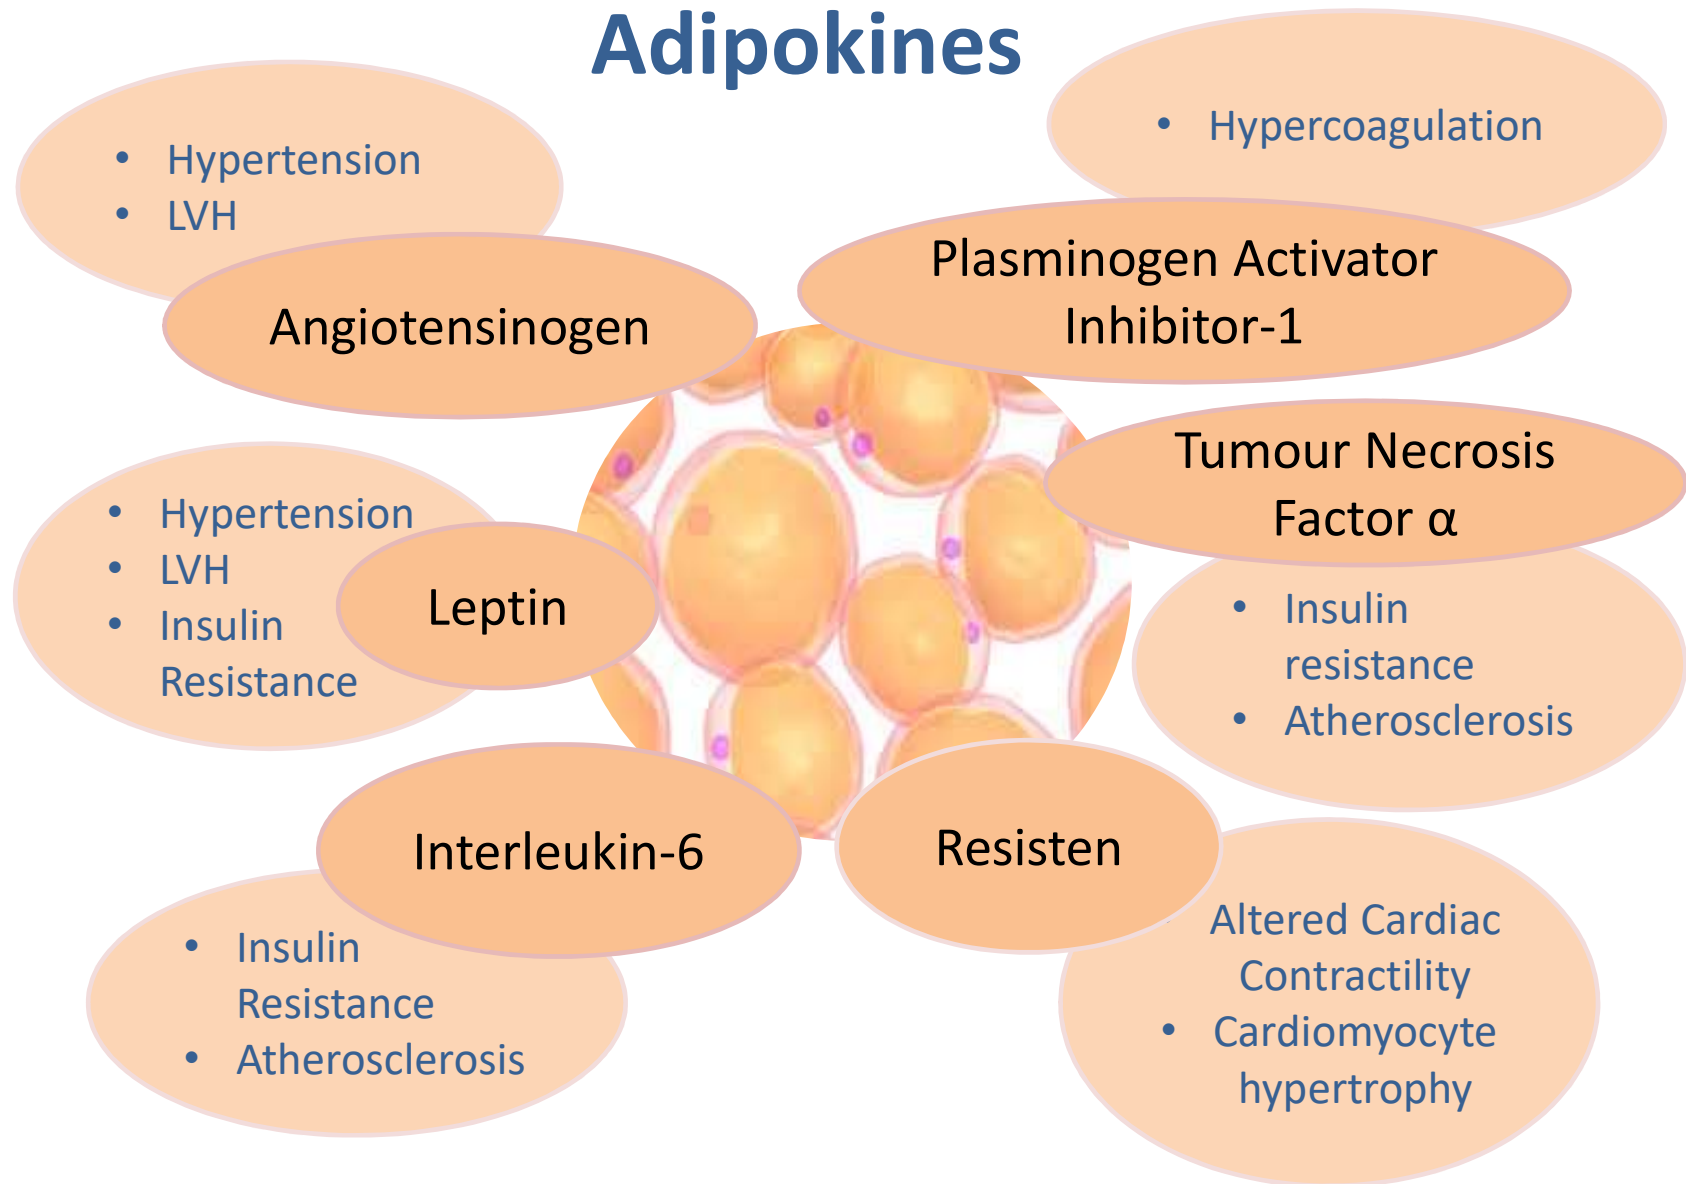 Adipokines
• Hypertension
• LVH
Angiotensinogen
• Hypercoagulation
Plasminogen Activator
Inhibitor-1
Tumour Necrosis
Factor α
• Insulin
resistance
• Atherosclerosis
• Hypertension
• LVH
• Insulin
Resistance
Leptin
Interleukin-6
• Insulin
Resistance
• Atherosclerosis
Resisten
Altered Cardiac
Contractility
• Cardiomyocyte
hypertrophy